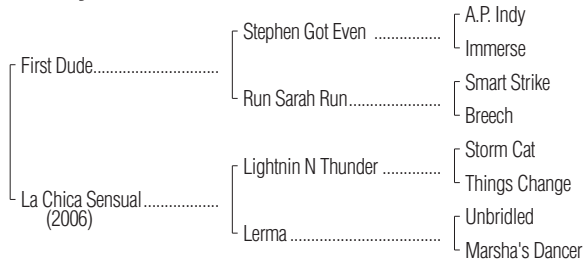 A.P. Indy
Stephen Got Even ................
Immerse
First Dude..............................
Smart Strike
Run Sarah Run......................
Breech
Storm Cat
Lightnin N Thunder ..............
Things Change
La Chica Sensual ..................
(2006)
Unbridled
Lerma ....................................
Marsha's Dancer